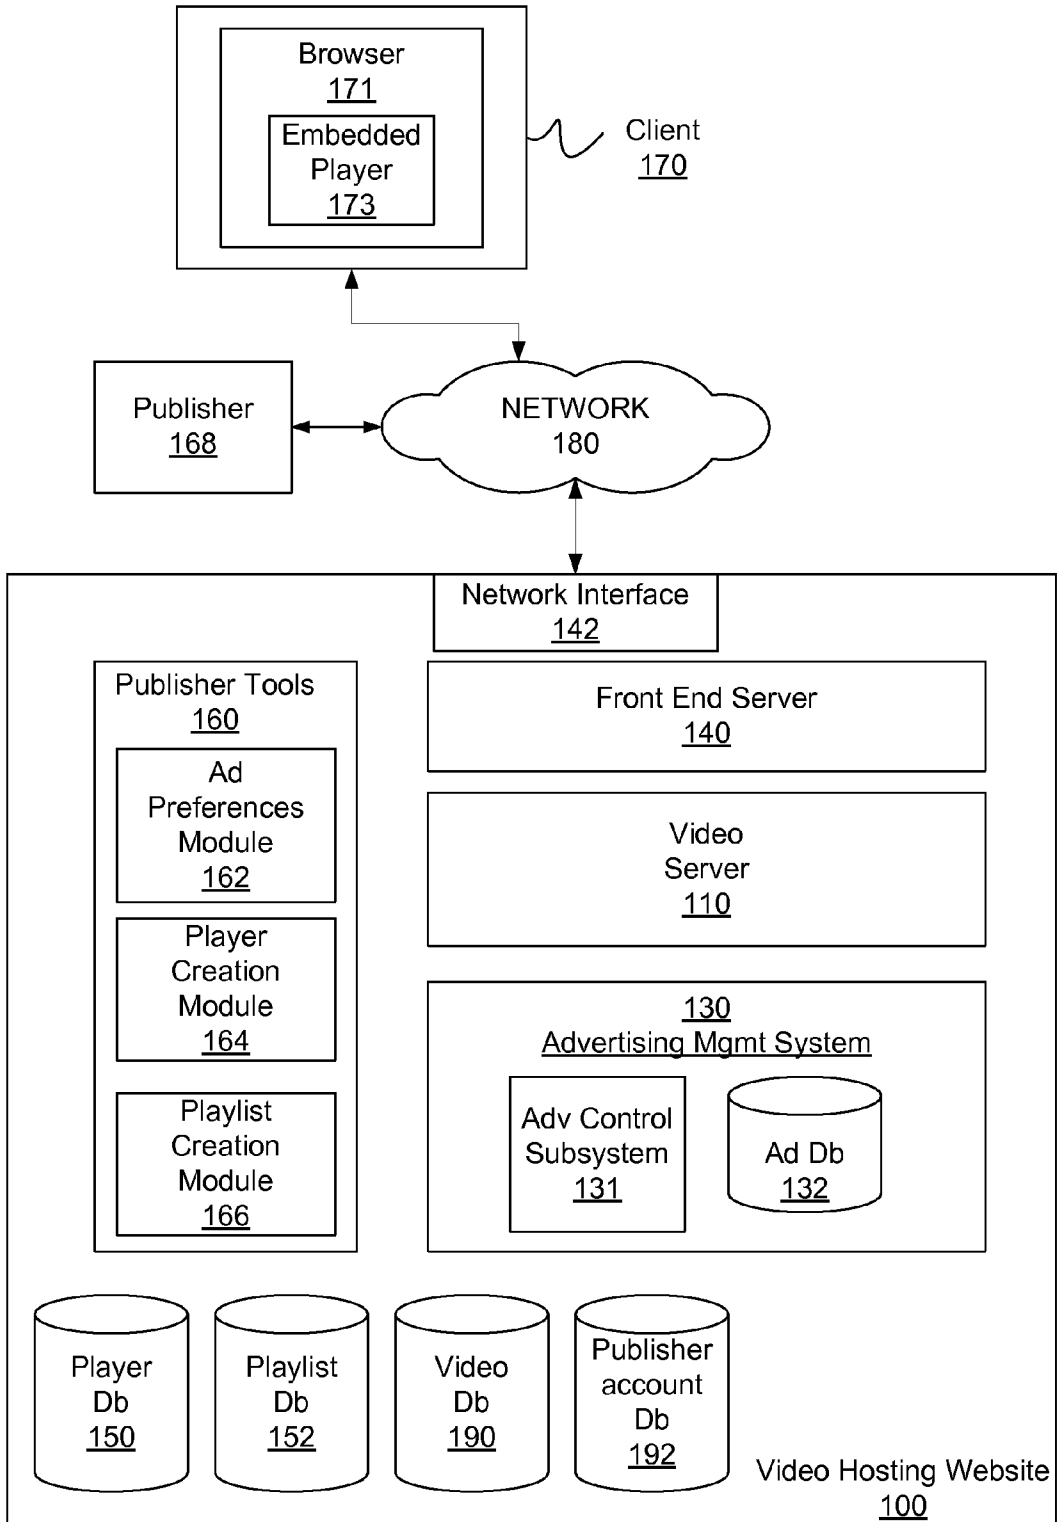 Browser
171
Embedded
Player
173
Client
170
Publisher
168
NETWORK
180
Network Interface
142
Publisher Tools
160
Ad
Preferences
Module
162
Player
Creation
Module
164
Playlist
Creation
Module
166
Front End Server
140
Video
Server
110
130
Advertising Mgmt System
Adv Control
Subsystem
131
Ad Db
132
Player
Db
150
Playlist
Db
152
Video
Db
190
Publisher
account
Db
192
Video Hosting Website
100